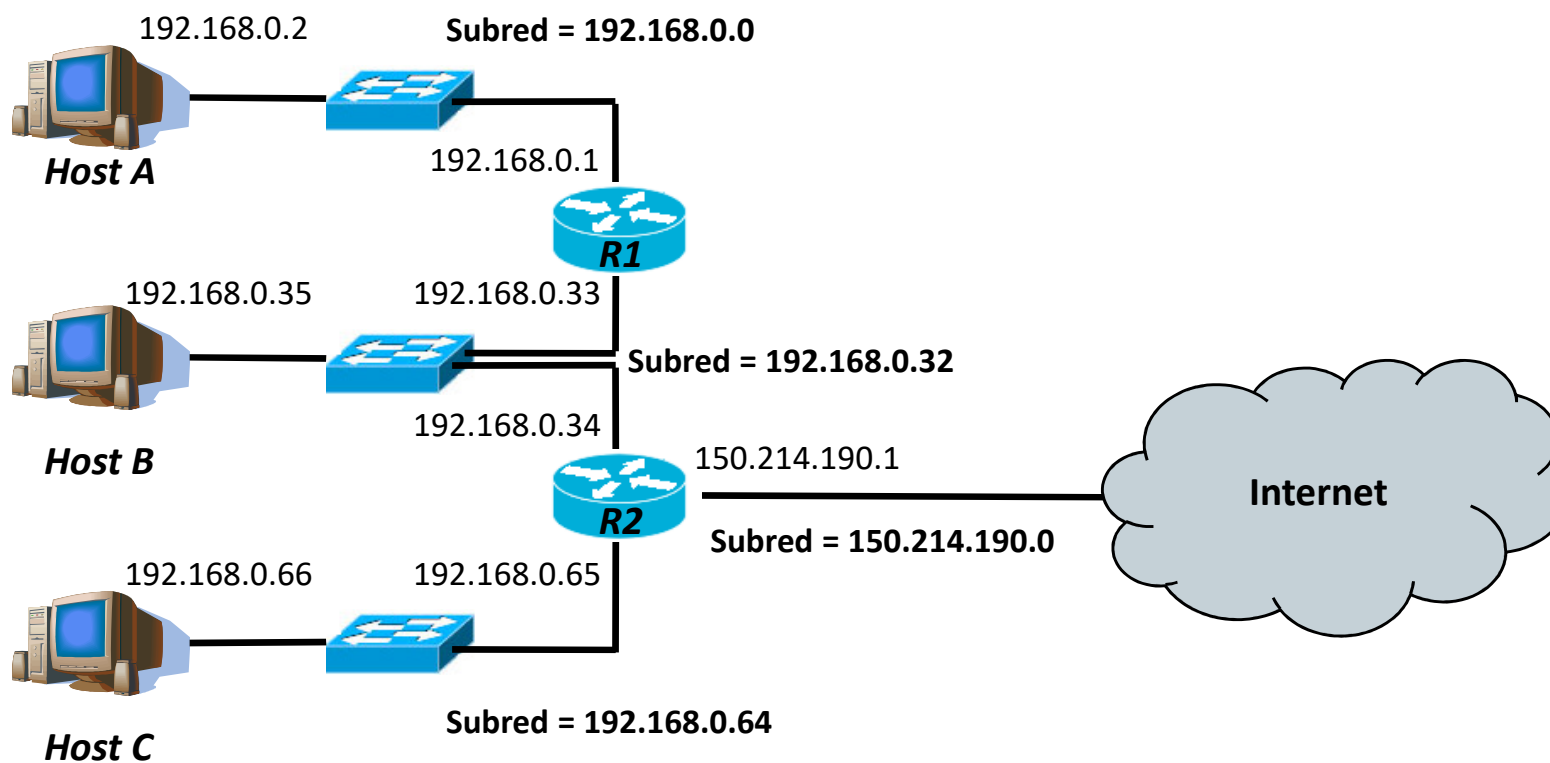 192.168.0.2
Subred = 192.168.0.0
192.168.0.1
Host A
R1
192.168.0.35
192.168.0.33
Subred = 192.168.0.32
192.168.0.34
Host B
150.214.190.1
Internet
R2
Subred = 150.214.190.0
192.168.0.66
192.168.0.65
Subred = 192.168.0.64
Host C